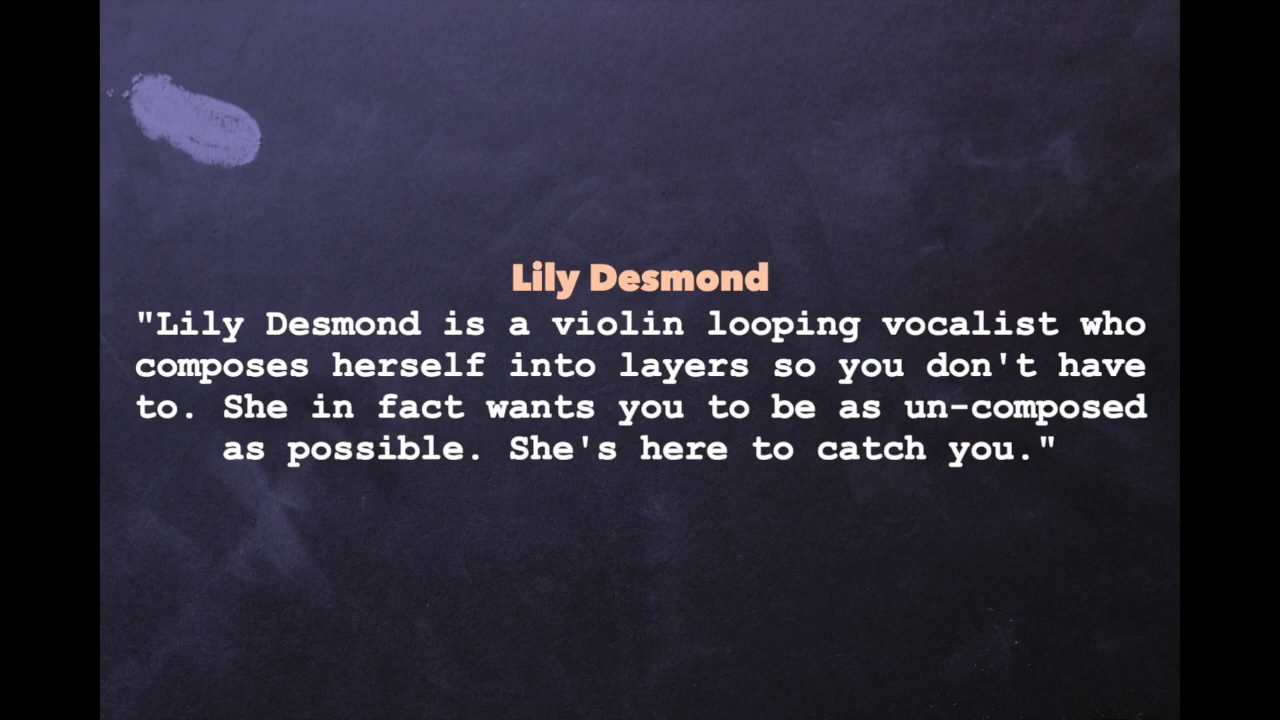 Lily Desmond
"Lily Desmond is a violin looping vocalist who
composes herself into layers so you don't have
to. She in fact wants you to be as un-composed
as possible. She's here to catch you."